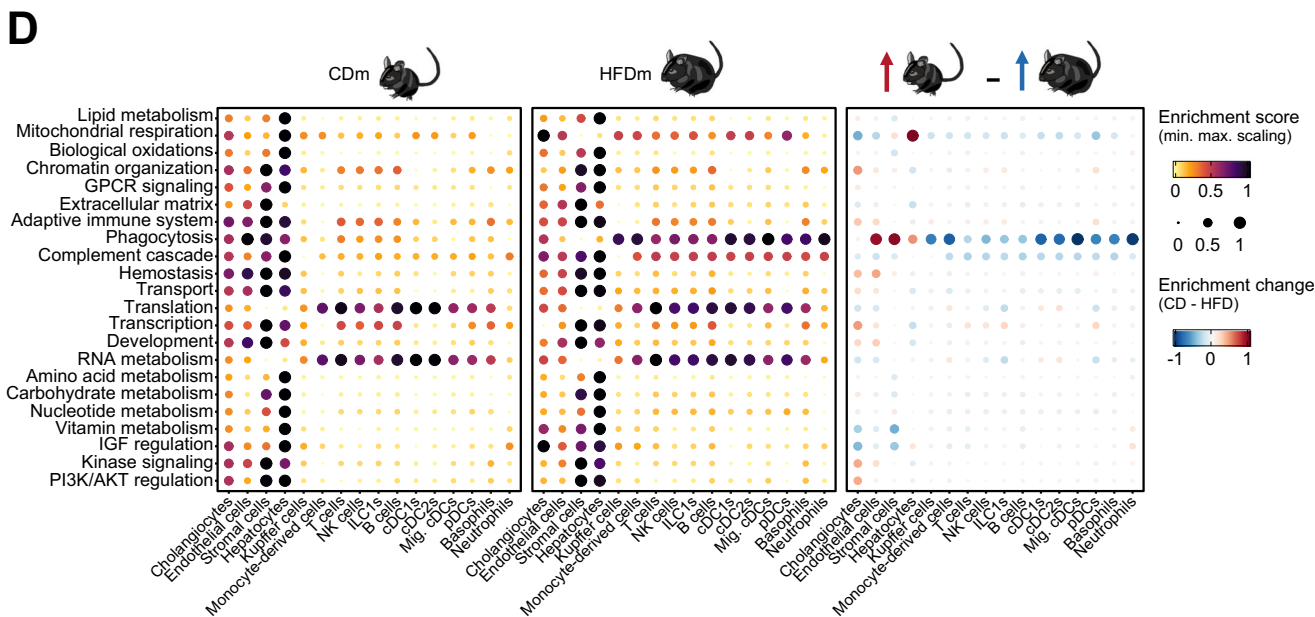 D
CDm
HFDm
–
Lipid metabolism
Mitochondrial respiration
Biological oxidations
Chromatin organization
GPCR signaling
Extracellular matrix
Adaptive immune system
Phagocytosis
Complement cascade
Hemostasis
Transport
Translation
Transcription
Development
RNA metabolism
Amino acid metabolism
Carbohydrate metabolism
Nucleotide metabolism
Vitamin metabolism
IGF regulation
Kinase signaling
PI3K/AKT regulation
Cholangiocytes
Endothelial cells
Stromal cells
Hepatocytes
Kupffer cells
Monocyte-derived cells
T cells
NK cells
ILC1s
B cells
cDC1s
cDC2s
Mig. cDCs
pDCs
Basophils
Neutrophils
Cholangiocytes
Endothelial cells
Stromal cells
Hepatocytes
Kupffer cells
Monocyte-derived cells
T cells
NK cells
ILC1s
B cells
cDC1s
cDC2s
Mig. cDCs
pDCs
Basophils
Neutrophils
Cholangiocytes
Endothelial cells
Stromal cells
Hepatocytes
Kupffer cells
Monocyte-derived cells
T cells
NK cells
ILC1s
B cells
cDC1s
cDC2s
Mig. cDCs
pDCs
Basophils
Neutrophils
Enrichment score
(min. max. scaling)
0 0.5 1
0 0.5 1
Enrichment change
(CD - HFD)
-1 0 1